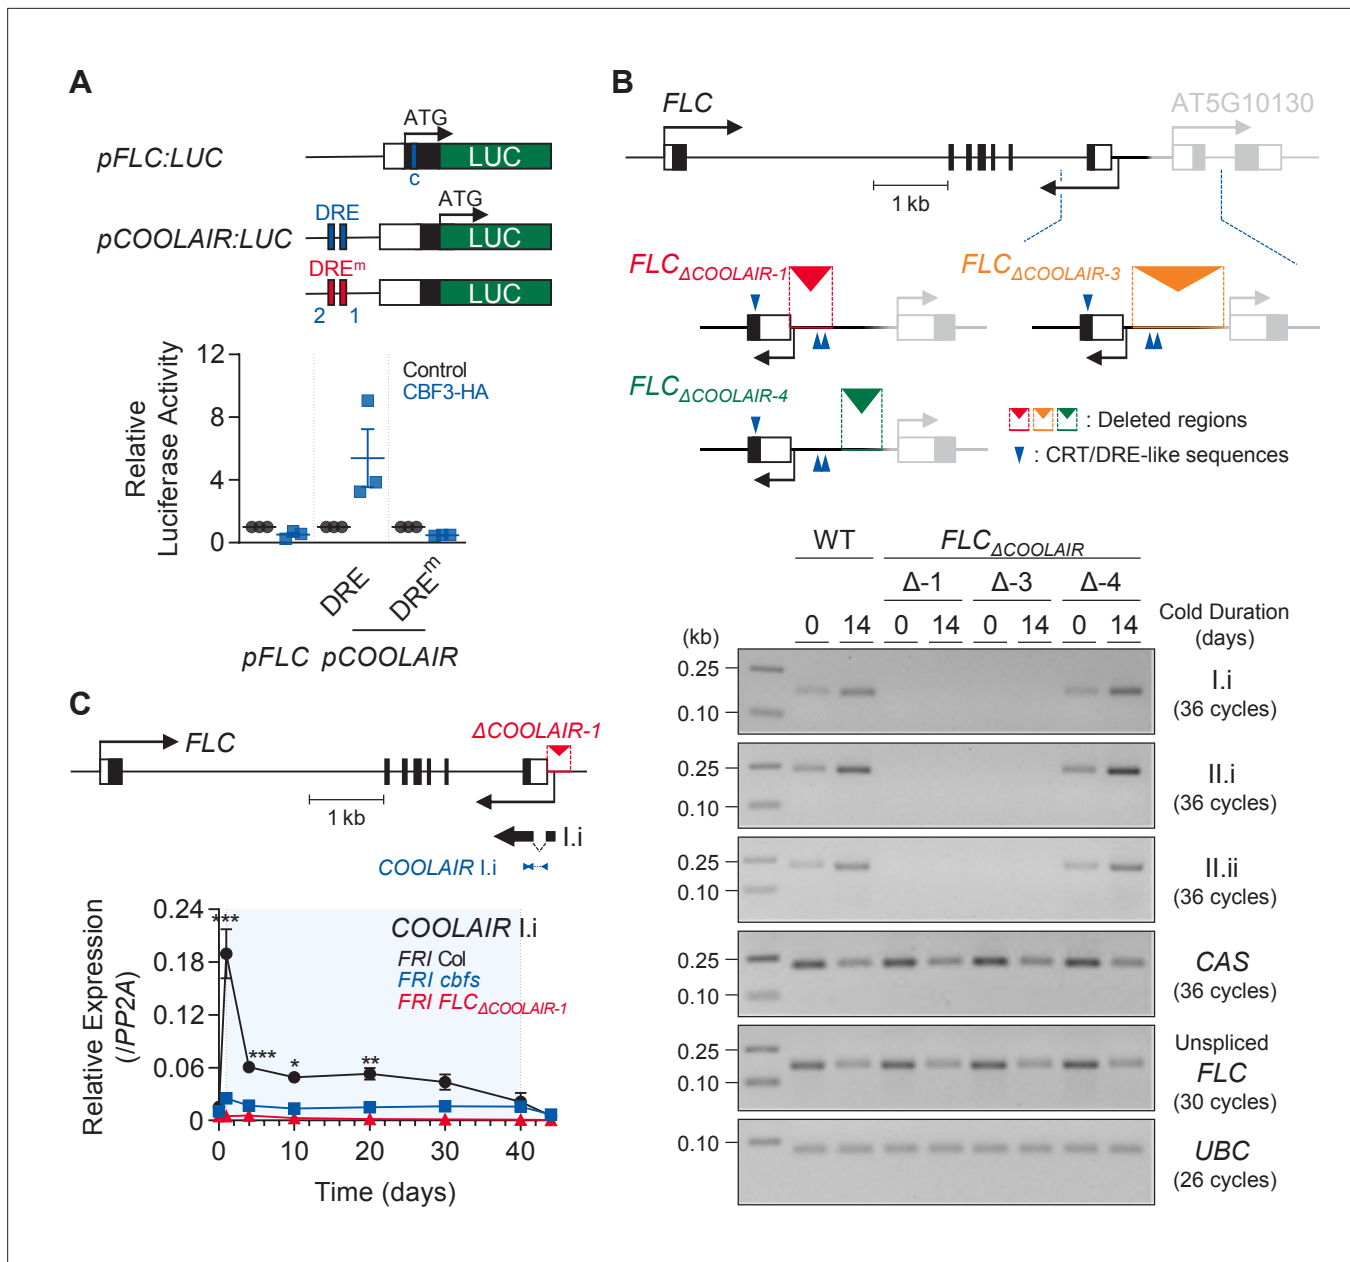 A
pFLC:LUC
ATG
LUC
c
pCOOLAIR:LUC
DRE
ATG
LUC
DREᵐ
LUC
2 1
Relative
Luciferase Activity
12
8
4
0
Control
CBF3-HA
DRE
DREᵐ
pFLC pCOOLAIR
B
FLC
AT5G10130
1 kb
FLCΔCOOLAIR-1
FLCΔCOOLAIR-3
FLCΔCOOLAIR-4
: Deleted regions
: CRT/DRE-like sequences
WT FLCΔCOOLAIR
Δ-1 Δ-3 Δ-4
(kb) 0 14 0 14 0 14 0 14 Cold Duration
(days)
0.25
0.10
I.i
(36 cycles)
0.25
0.10
II.i
(36 cycles)
0.25
0.10
II.ii
(36 cycles)
0.25
0.10
CAS
(36 cycles)
0.25
0.10
Unspliced
FLC
(30 cycles)
0.10
UBC
(26 cycles)
C
FLC
ΔCOOLAIR-1
1 kb
I.i
COOLAIR I.i
Relative Expression
(/PP2A)
0.24
0.18
0.12
0.06
0
***
***
*
**
COOLAIR I.i
FRI Col
FRI cbfs
FRI FLCΔCOOLAIR-1
0 10 20 30 40
Time (days)